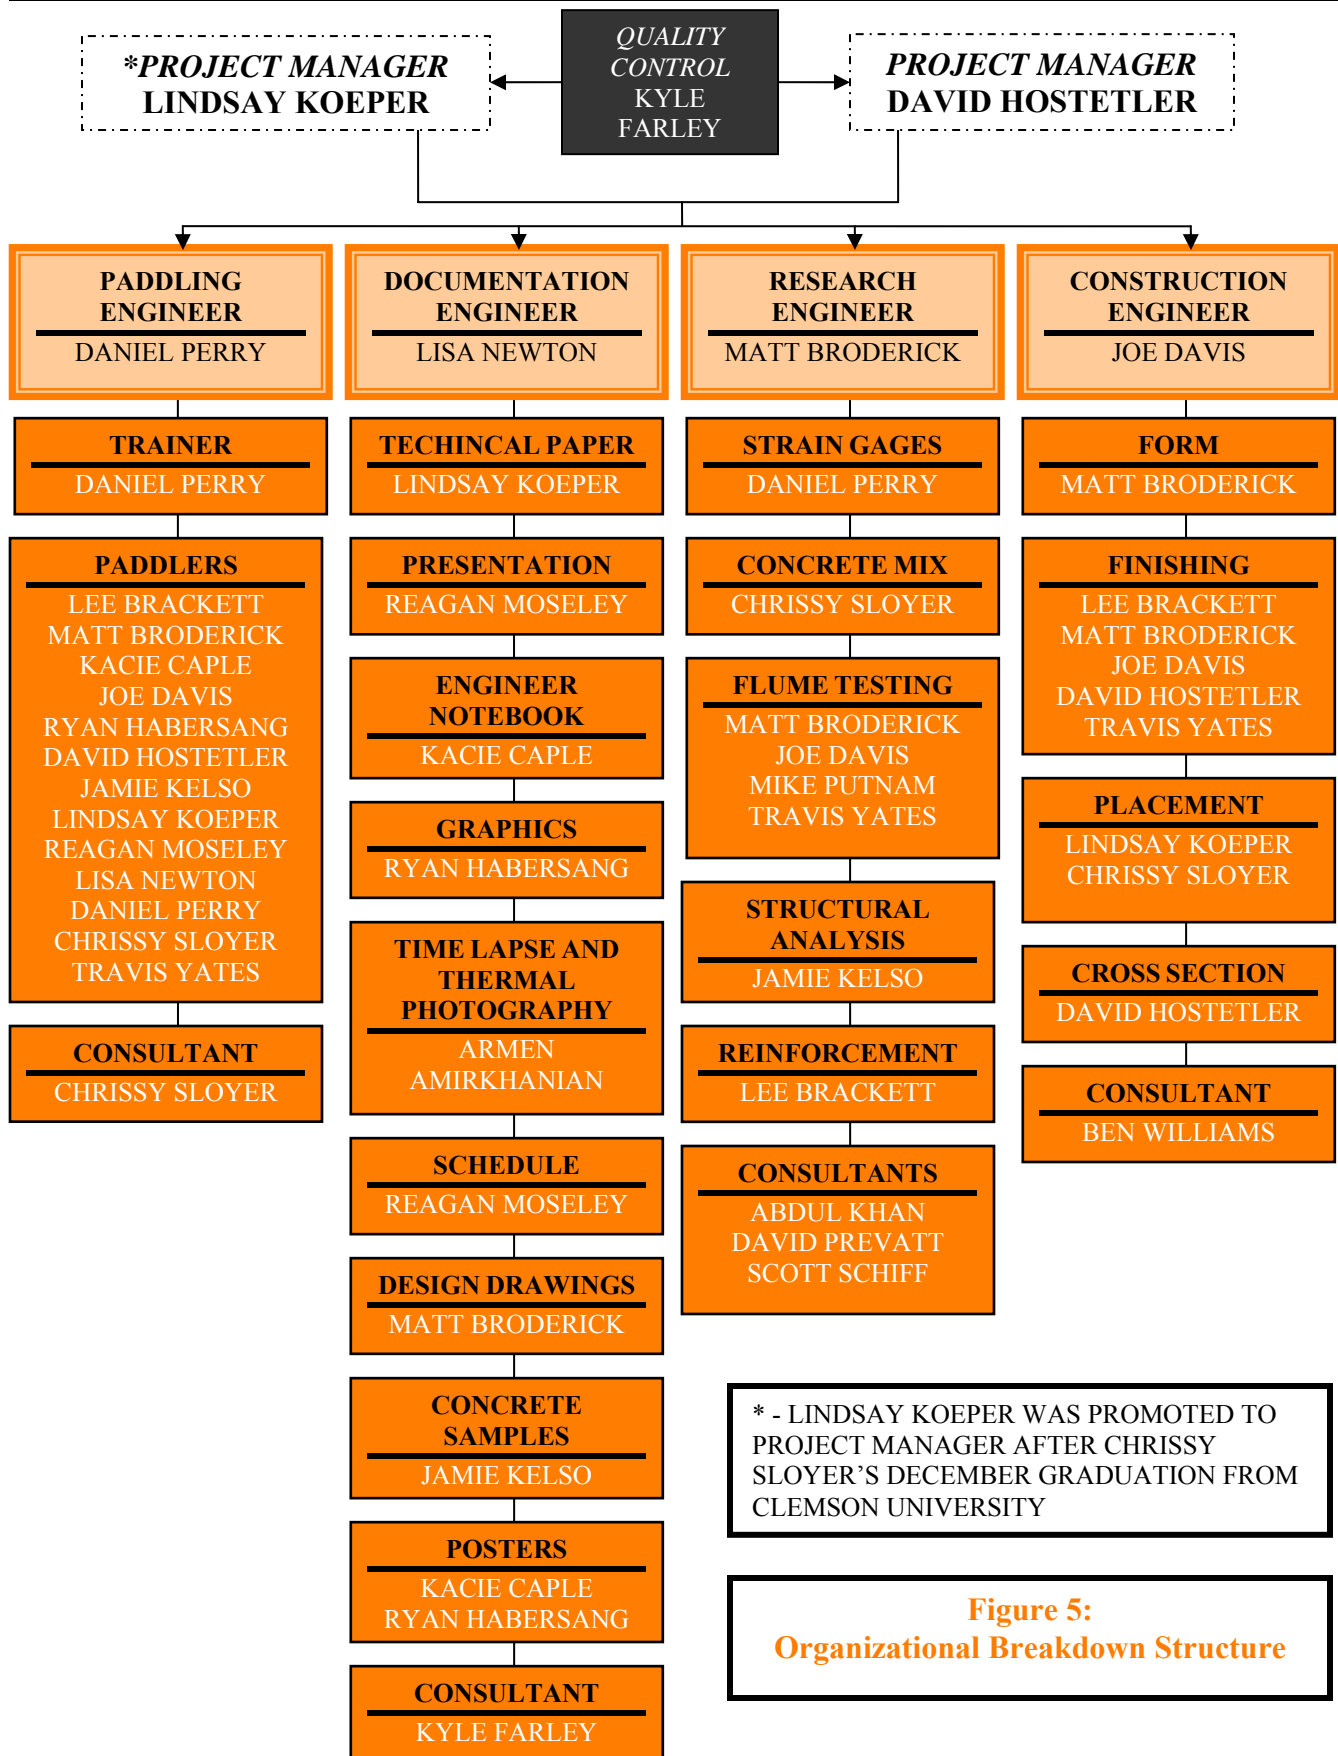 *PROJECT MANAGER
LINDSAY KOEPER
QUALITY
CONTROL
KYLE
FARLEY
PROJECT MANAGER
DAVID HOSTETLER
PADDLING
ENGINEER
DANIEL PERRY
TRAINER
DANIEL PERRY
PADDLERS
LEE BRACKETT
MATT BRODERICK
KACIE CAPLE
JOE DAVIS
RYAN HABERSANG
DAVID HOSTETLER
JAMIE KELSO
LINDSAY KOEPER
REAGAN MOSELEY
LISA NEWTON
DANIEL PERRY
CHRISSY SLOYER
TRAVIS YATES
CONSULTANT
CHRISSY SLOYER
DOCUMENTATION
ENGINEER
LISA NEWTON
TECHINCAL PAPER
LINDSAY KOEPER
PRESENTATION
REAGAN MOSELEY
ENGINEER
NOTEBOOK
KACIE CAPLE
GRAPHICS
RYAN HABERSANG
TIME LAPSE AND
THERMAL
PHOTOGRAPHY
ARMEN
AMIRKHANIAN
SCHEDULE
REAGAN MOSELEY
DESIGN DRAWINGS
MATT BRODERICK
CONCRETE
SAMPLES
JAMIE KELSO
POSTERS
KACIE CAPLE
RYAN HABERSANG
CONSULTANT
KYLE FARLEY
RESEARCH
ENGINEER
MATT BRODERICK
STRAIN GAGES
DANIEL PERRY
CONCRETE MIX
CHRISSY SLOYER
FLUME TESTING
MATT BRODERICK
JOE DAVIS
MIKE PUTNAM
TRAVIS YATES
STRUCTURAL
ANALYSIS
JAMIE KELSO
REINFORCEMENT
LEE BRACKETT
CONSULTANTS
ABDUL KHAN
DAVID PREVATT
SCOTT SCHIFF
CONSTRUCTION
ENGINEER
JOE DAVIS
FORM
MATT BRODERICK
FINISHING
LEE BRACKETT
MATT BRODERICK
JOE DAVIS
DAVID HOSTETLER
TRAVIS YATES
PLACEMENT
LINDSAY KOEPER
CHRISSY SLOYER
CROSS SECTION
DAVID HOSTETLER
CONSULTANT
BEN WILLIAMS
* - LINDSAY KOEPER WAS PROMOTED TO
PROJECT MANAGER AFTER CHRISSY
SLOYER’S DECEMBER GRADUATION FROM
CLEMSON UNIVERSITY
Figure 5:
Organizational Breakdown Structure